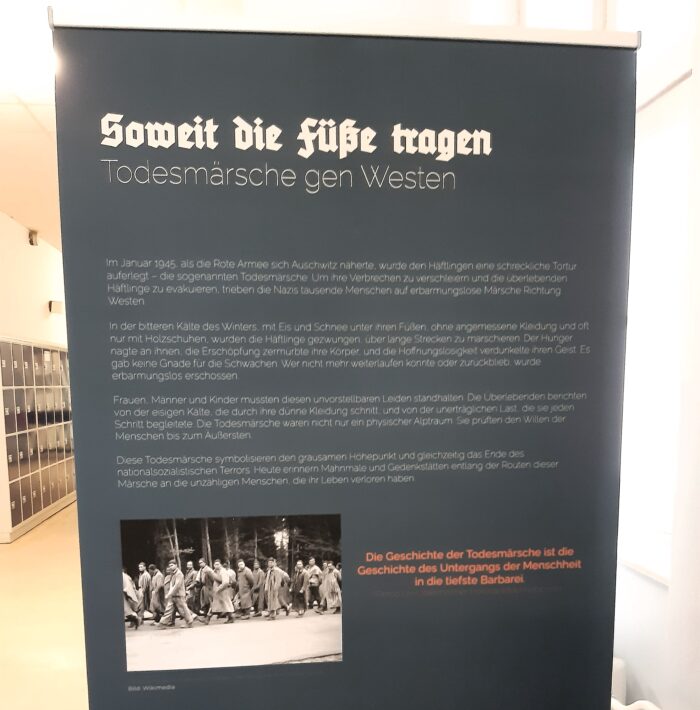 Soweit die Füße tragen
Todesmärsche gen Westen
Im Januar 1945, als die Rote Armee sich Auschwitz näherte, wurde den Häftlingen eine schreckliche Tortur
auferlegt – die sogenannten Todesmärsche. Um ihre Verbrechen zu verschleiern und die überlebenden
Häftlinge zu evakuieren, trieben die Nazis tausende Menschen auf erbarmungslose Märsche Richtung
Westen.
In der bitteren Kälte des Winters, mit Eis und Schnee unter ihren Füßen, ohne angemessene Kleidung und oft
nur mit Holzschuhen, wurden die Häftlinge gezwungen, über lange Strecken zu marschieren. Der Hunger
nagte an ihnen, die Erschöpfung zermürbte ihre Körper, und die Hoffnungslosigkeit verdunkelte ihren Geist. Es
gab keine Gnade für die Schwachen. Wer nicht mehr weiterlaufen konnte oder zurückblieb, wurde
erbarmungslos erschossen.
Frauen, Männer und Kinder mussten diesen unvorstellbaren Leiden standhalten. Die Überlebenden berichten
von der eisigen Kälte, die durch ihre dünne Kleidung schnitt, und von der unerträglichen Last, die sie jeden
Schritt begleitete. Die Todesmärsche waren nicht nur ein physischer Alptraum. Sie prüften den Willen der
Menschen bis zum Äußersten.
Diese Todesmärsche symbolisieren den grausamen Höhepunkt und gleichzeitig das Ende des
nationalsozialistischen Terrors. Heute erinnern Mahnmale und Gedenkstätten entlang der Routen dieser
Märsche an die unzähligen Menschen, die ihr Leben verloren haben.
Die Geschichte der Todesmärsche ist die
Geschichte des Untergangs der Menschheit
in die tiefste Barbarei.
Bild: Wikimedia